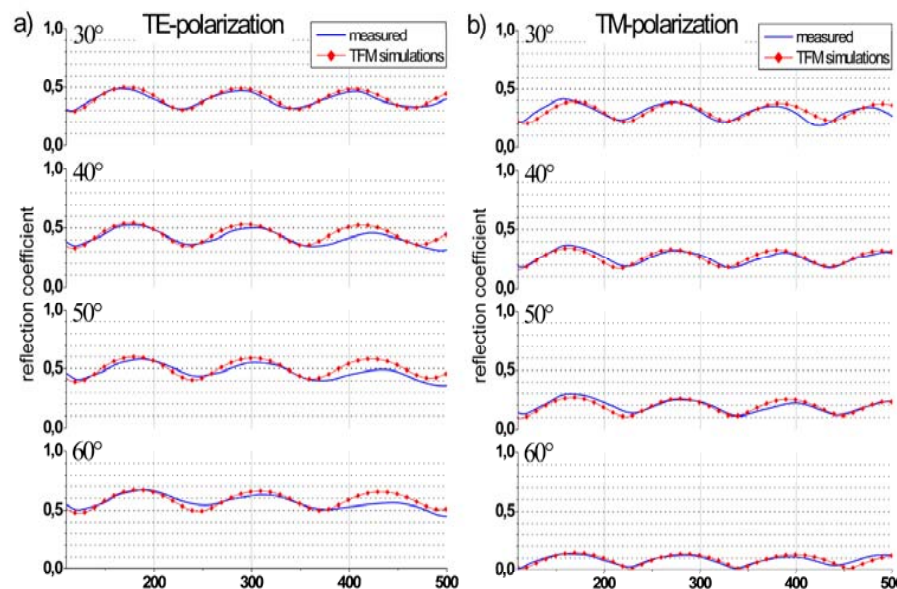 a) TE-polarization
1,0 30° measured
TFM simulations
0,5
0,0
1,0 40°
0,5
0,0
1,0 50°
0,5
0,0
1,0 60°
0,5
0,0
200 300 400 500
reflection coefficient
b) TM-polarization
1,0 30° measured
TFM simulations
0,5
0,0
1,0 40°
0,5
0,0
1,0 50°
0,5
0,0
1,0 60°
0,5
0,0
200 300 400 500
reflection coefficient